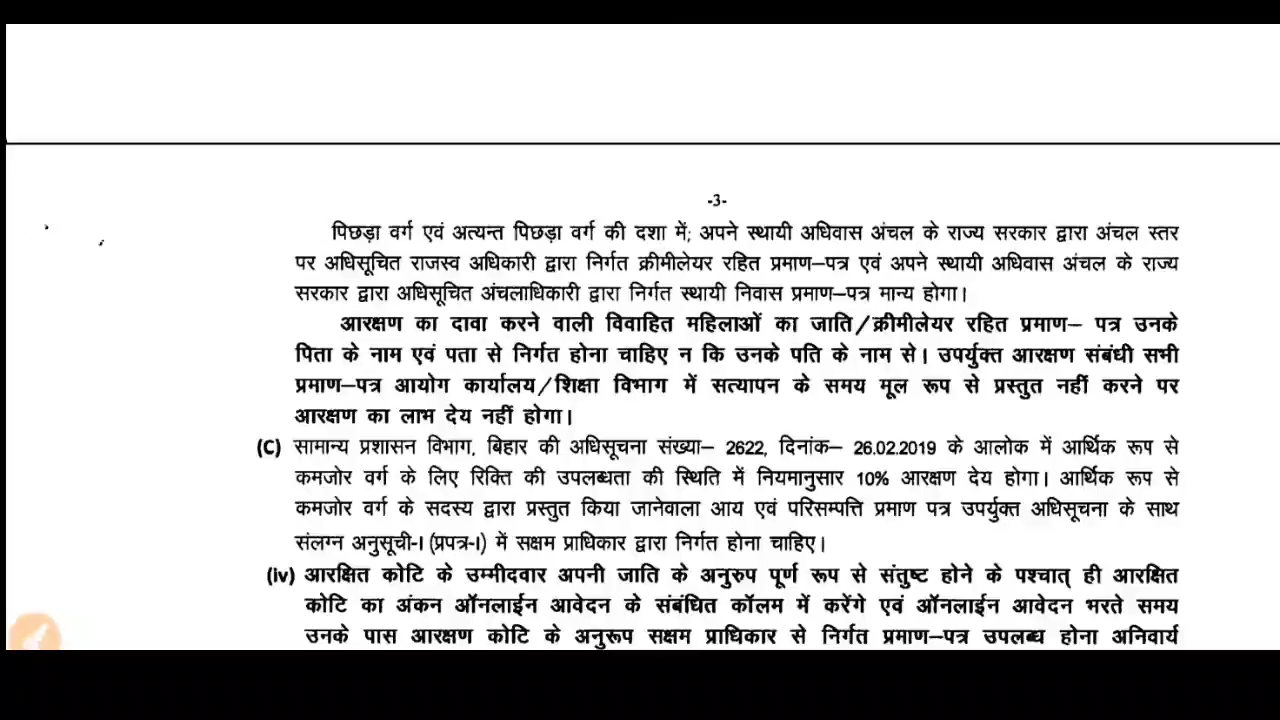 -3-
पिछड़ा वर्ग एवं अत्यन्त पिछड़ा वर्ग की दशा में; अपने स्थायी अधिवास अंचल के राज्य सरकार द्वारा अंचल स्तर
पर अधिसूचित राजस्व अधिकारी द्वारा निर्गत क्रीमीलेयर रहित प्रमाण–पत्र एवं अपने स्थायी अधिवास अंचल के राज्य
सरकार द्वारा अधिसूचित अंचलाधिकारी द्वारा निर्गत स्थायी निवास प्रमाण–पत्र मान्य होगा।
आरक्षण का दावा करने वाली विवाहित महिलाओं का जाति/क्रीमीलेयर रहित प्रमाण– पत्र उनके
पिता के नाम एवं पता से निर्गत होना चाहिए न कि उनके पति के नाम से। उपर्युक्त आरक्षण संबंधी सभी
प्रमाण–पत्र आयोग कार्यालय/शिक्षा विभाग में सत्यापन के समय मूल रूप से प्रस्तुत नहीं करने पर
आरक्षण का लाभ देय नहीं होगा।
(C) सामान्य प्रशासन विभाग, बिहार की अधिसूचना संख्या– 2622, दिनांक– 26.02.2019 के आलोक में आर्थिक रूप से
कमजोर वर्ग के लिए रिक्ति की उपलब्धता की स्थिति में नियमानुसार 10% आरक्षण देय होगा। आर्थिक रूप से
कमजोर वर्ग के सदस्य द्वारा प्रस्तुत किया जानेवाला आय एवं परिसम्पत्ति प्रमाण पत्र उपर्युक्त अधिसूचना के साथ
संलग्न अनुसूची-I (प्रपत्र-I) में सक्षम प्राधिकार द्वारा निर्गत होना चाहिए।
(iv) आरक्षित कोटि के उम्मीदवार अपनी जाति के अनुरुप पूर्ण रूप से संतुष्ट होने के पश्चात् ही आरक्षित
कोटि का अंकन ऑनलाईन आवेदन के संबंधित कॉलम में करेंगे एवं ऑनलाईन आवेदन भरते समय
उनके पास आरक्षण कोटि के अनुरूप सक्षम प्राधिकार से निर्गत प्रमाण–पत्र उपलब्ध होना अनिवार्य